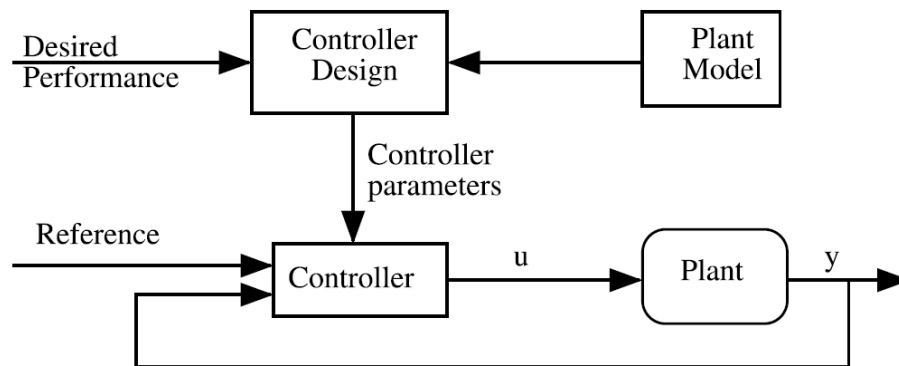 Desired
Performance
Controller
Design
Plant
Model
Controller
parameters
Reference
Controller
u
Plant
y